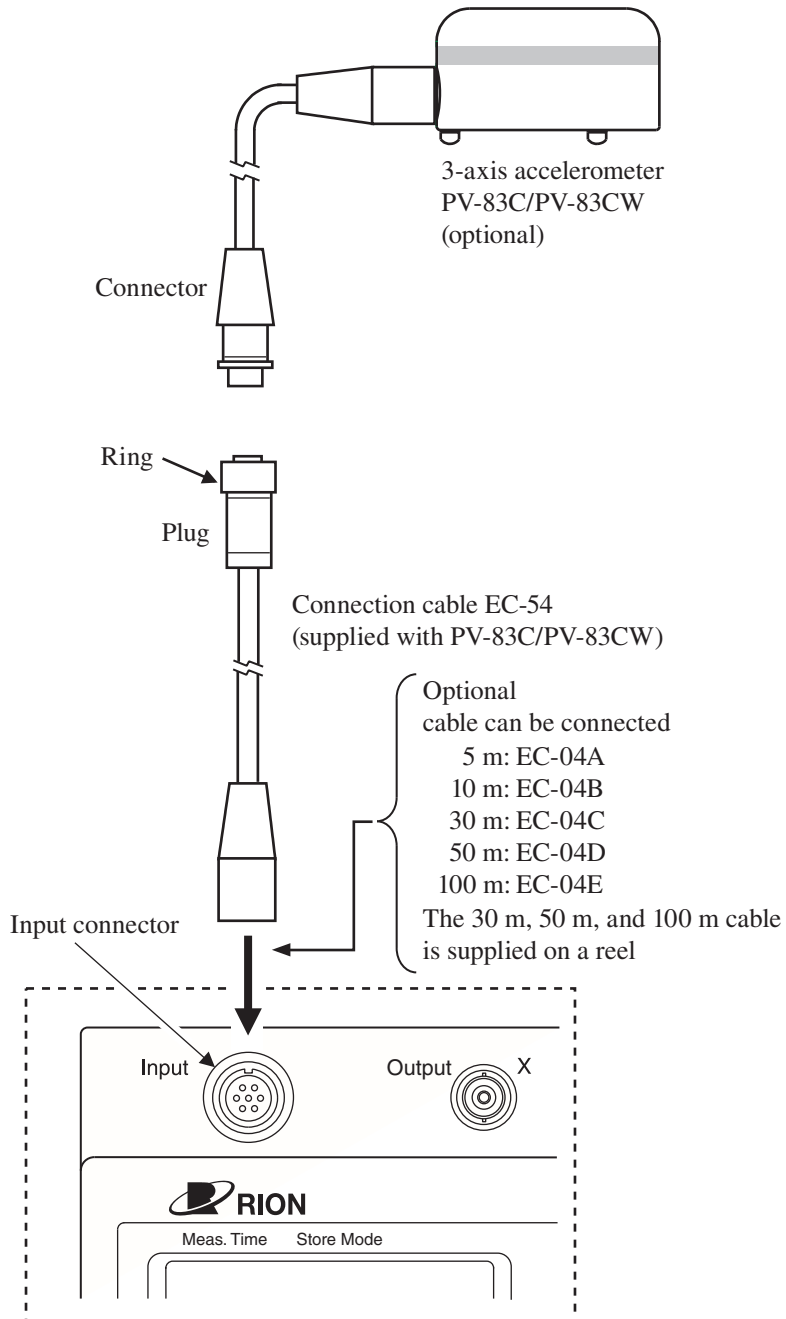 3-axis accelerometer
PV-83C/PV-83CW
(optional)
Connector
Ring
Plug
Connection cable EC-54
(supplied with PV-83C/PV-83CW)
Optional
cable can be connected
5 m: EC-04A
10 m: EC-04B
30 m: EC-04C
50 m: EC-04D
100 m: EC-04E
The 30 m, 50 m, and 100 m cable
is supplied on a reel
Input connector
Input
Output X
RION
Meas. Time Store Mode